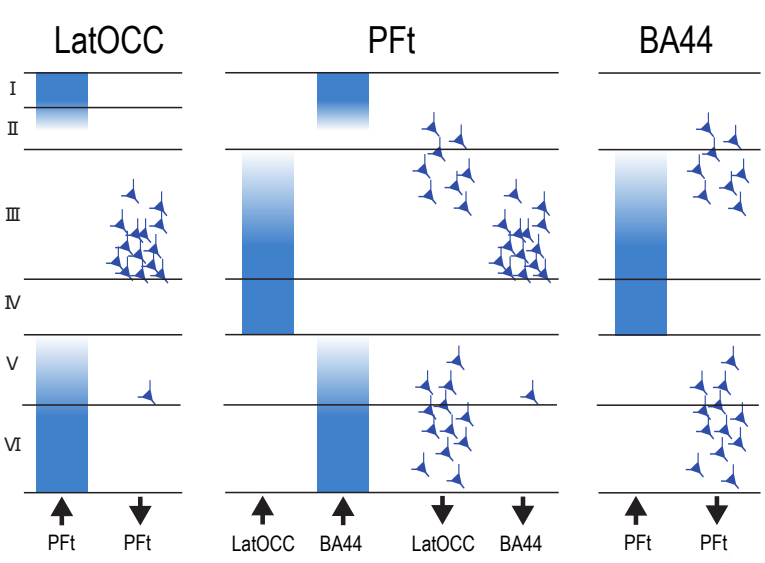 LatOCC PFt BA44
I
II
III
IV
V
VI
PFt PFt LatOCC BA44 LatOCC BA44 PFt PFt